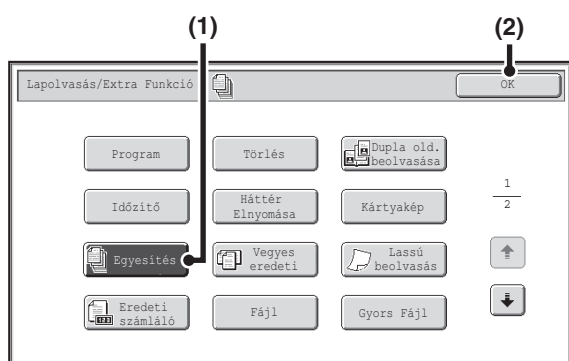 (1)
(2)
Lapolvasás/Extra Funkció
OK
Program
Törlés
Dupla old.
beolvasása
Időzítő
Háttér
Elnyomása
Kártyakép
1
2
Egyesítés
Vegyes
eredeti
Lassú
beolvasás
Eredeti
számláló
123
Fájl
Gyors Fájl